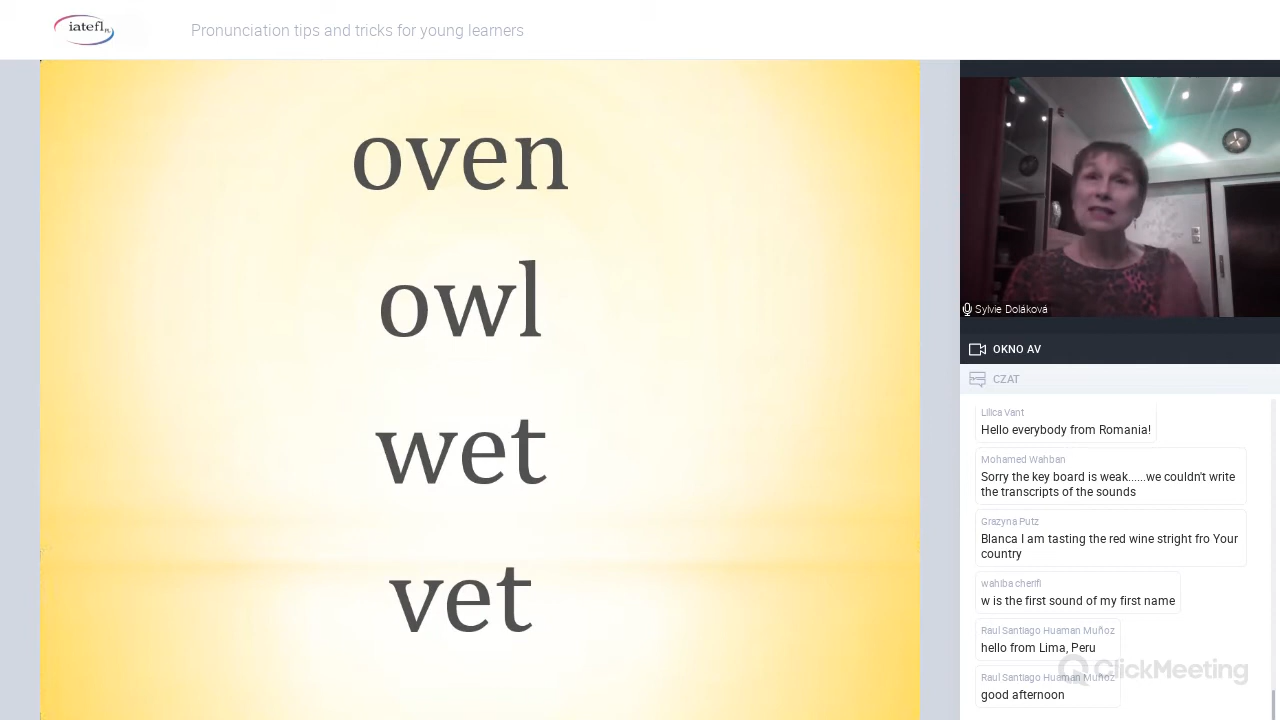 iatefl PL
Pronunciation tips and tricks for young learners
oven
owl
wet
vet
Sylvie Doláková
OKNO AV
CZAT
Lilica Vant
Hello everybody from Romania!
Mohamed Wahban
Sorry the key board is weak......we couldn't write
the transcripts of the sounds
Grazyna Putz
Blanca I am tasting the red wine stright fro Your
country
wahiba cherifi
w is the first sound of my first name
Raul Santiago Huaman Muñoz
hello from Lima, Peru
Raul Santiago Huaman Muñoz
good afternoon
ClickMeeting